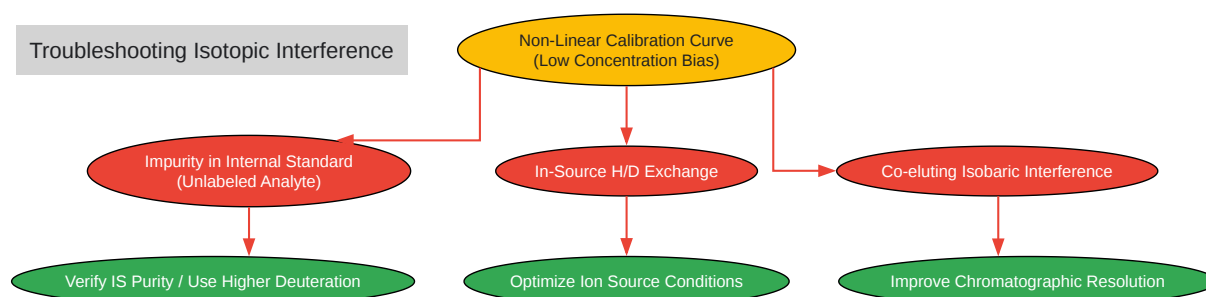 Troubleshooting Isotopic Interference
Non-Linear Calibration Curve
(Low Concentration Bias)
Impurity in Internal Standard
(Unlabeled Analyte)
In-Source H/D Exchange
Co-eluting Isobaric Interference
Verify IS Purity / Use Higher Deuteration
Optimize Ion Source Conditions
Improve Chromatographic Resolution